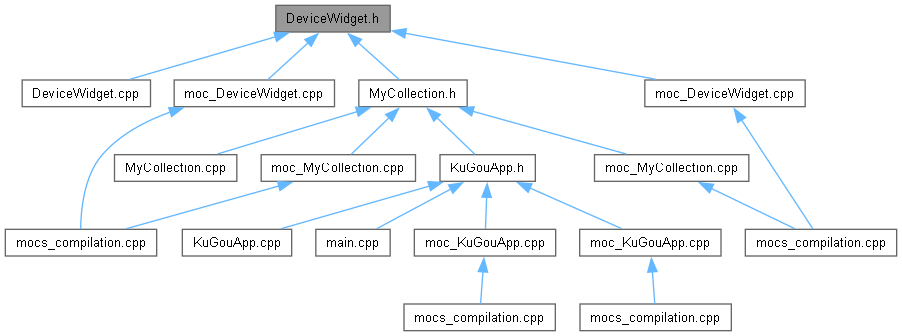 DeviceWidget.h
DeviceWidget.cpp
moc_DeviceWidget.cpp
MyCollection.h
moc_DeviceWidget.cpp
MyCollection.cpp
moc_MyCollection.cpp
KuGouApp.h
moc_MyCollection.cpp
mocs_compilation.cpp
KuGouApp.cpp
main.cpp
moc_KuGouApp.cpp
moc_KuGouApp.cpp
mocs_compilation.cpp
mocs_compilation.cpp
mocs_compilation.cpp